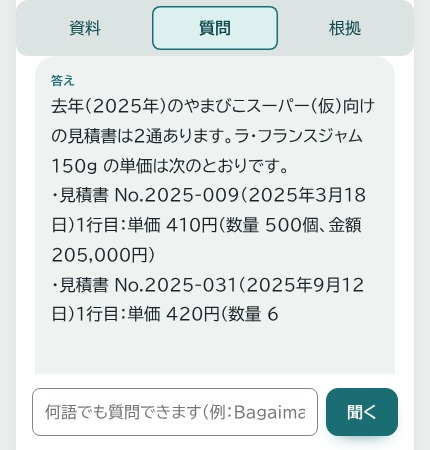 資料
質問
根拠
答え
去年(2025年)のやまびこスーパー(仮)向け
の見積書は2通あります。ラ・フランスジャム
150g の単価は次のとおりです。
・見積書 No.2025-009(2025年3月18
日)1行目:単価 410円(数量 500個、金額
205,000円)
・見積書 No.2025-031(2025年9月12
日)1行目:単価 420円(数量 6
何語でも質問できます(例:Bagaima
聞く